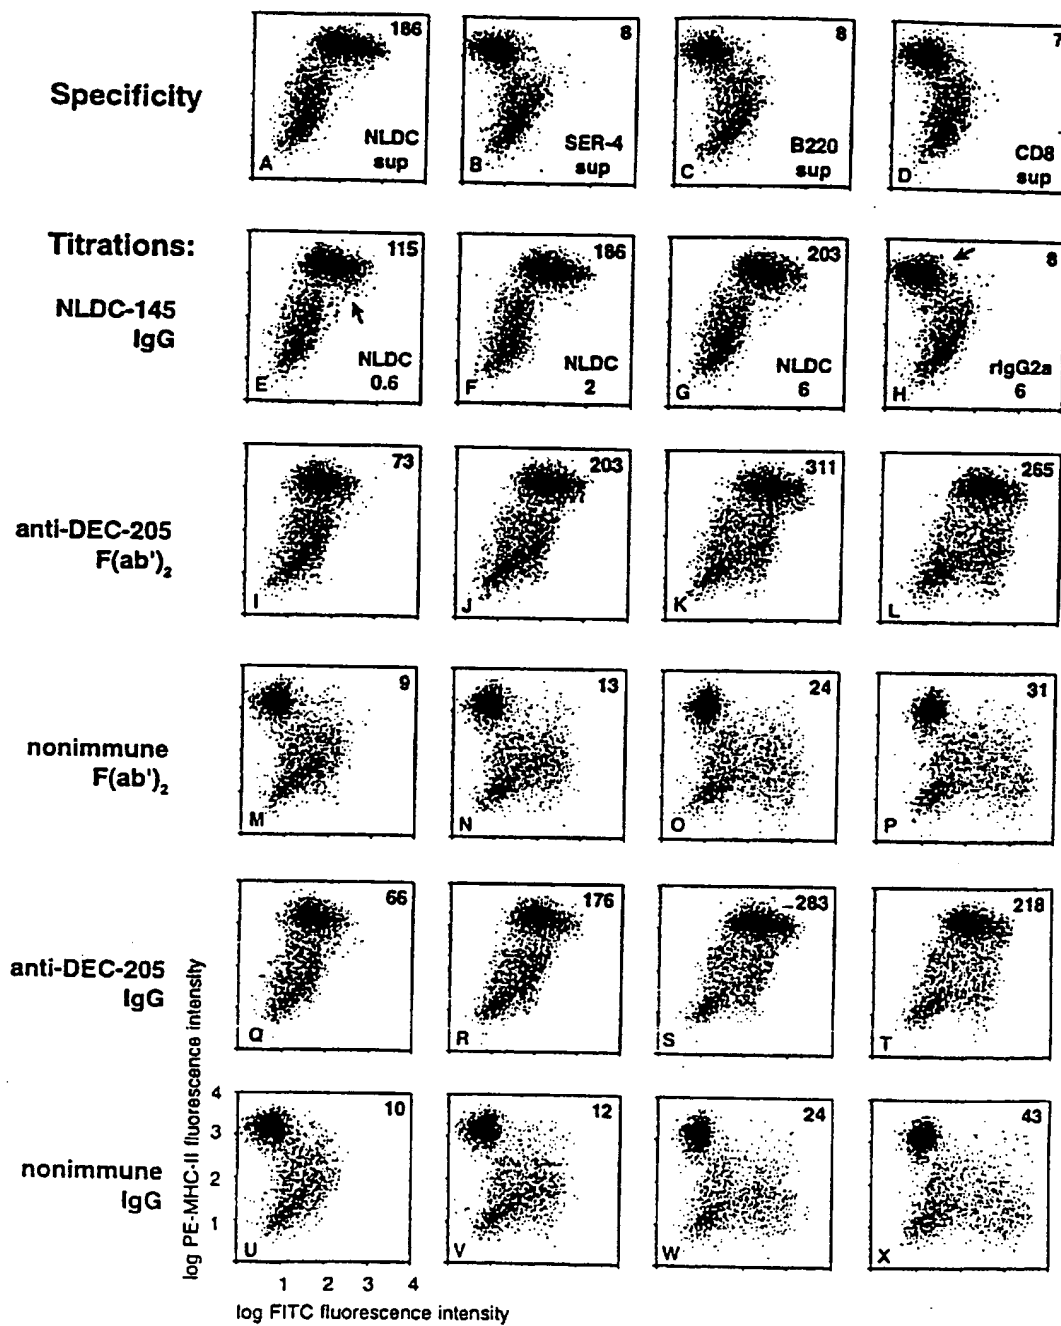 Specificity
186
NLDC
sup
A
8
SER-4
sup
B
8
B220
sup
C
7
CD8
sup
D
Titrations:
NLDC-145
IgG
115
NLDC
0.6
E
186
NLDC
2
F
203
NLDC
6
G
8
rIgG2a
6
H
anti-DEC-205
F(ab')2
73
I
203
J
311
K
265
L
nonimmune
F(ab')2
9
M
13
N
24
O
31
P
anti-DEC-205
IgG
66
Q
176
R
283
S
218
T
nonimmune
IgG
log PE-MHC-II fluorescence intensity
4
3
2
1
10
U
12
V
24
W
43
X
1 2 3 4
log FITC fluorescence intensity